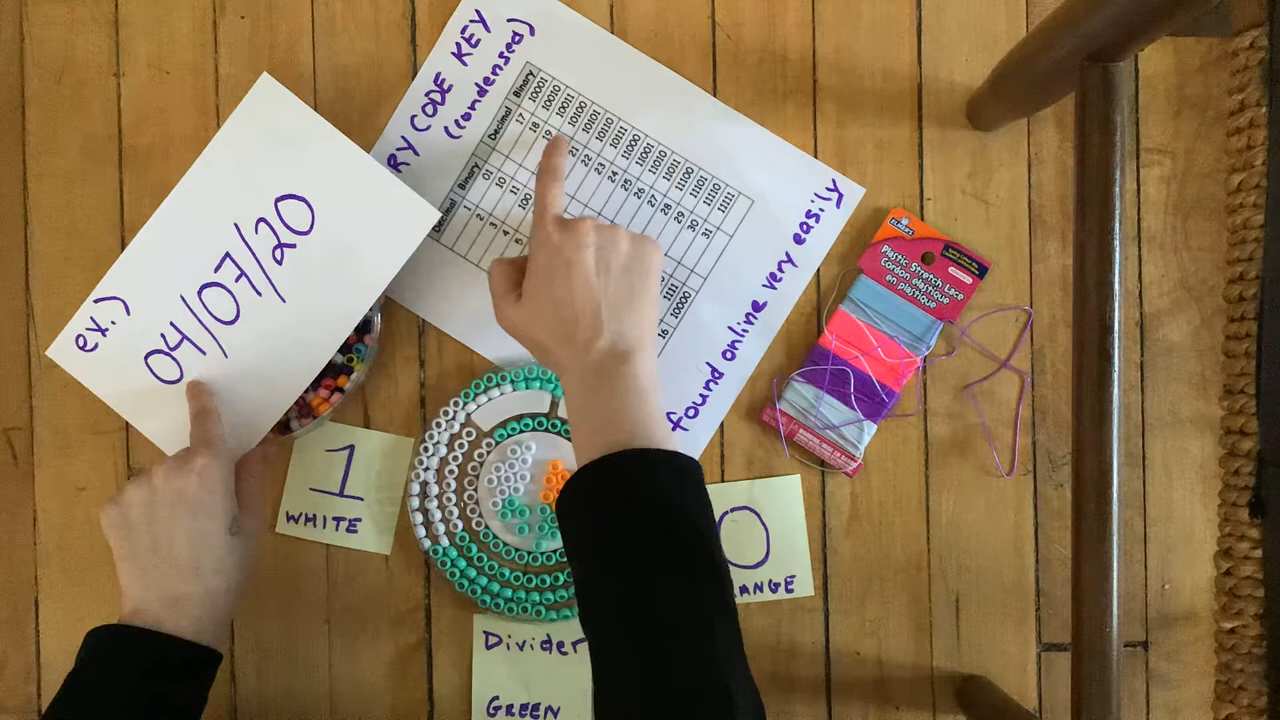 ex.)
04/07/20
RY CODE KEY
(condensed)
Decimal Binary Decimal Binary
1 01 17 10001
2 10 18 10010
3 11 19 10011
4 100 10100
5 21 10101
22 10110
23 10111
24 11000
25 11001
26 11010
27 11011
28 11100
29 11101
30 11110
31 11111
1111
16 10000
found online very easily
ELMER'S
Plastic Stretch Lace
Cordon élastique
en plastique
1
WHITE
0
ANGE
Divider
GREEN